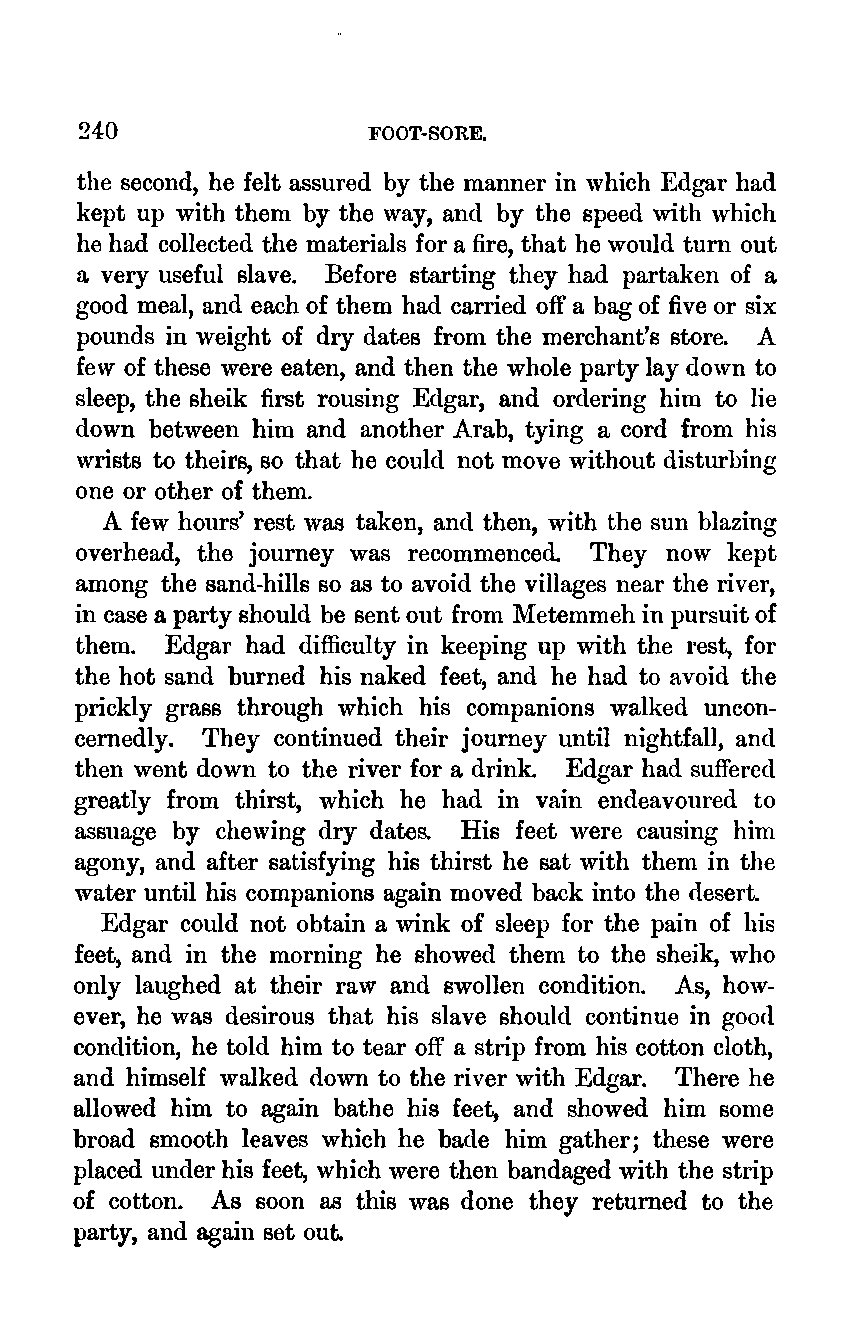 240 FOOT-SORE.
the second, he felt assured by the manner in which Edgar had
kept up with them by the way, and by the speed with which
he had collected the materials for a fire, that he would turn out
a very useful slave. Before starting they had partaken of a
good meal, and each of them had carried off a bag of five or six
pounds in weight of dry dates from the merchant's store. A
few of these were eaten, and then the whole party lay down to
sleep, the sheik first rousing Edgar, and ordering him to lie
down between him and another Arab, tying a cord from his
wrists to theirs, so that he could not move without disturbing
one or other of them.
A few hours' rest was taken, and then, with the sun blazing
overhead, the journey was recommenced. They now kept
among the sand-hills so as to avoid the villages near the river,
in case a party should be sent out from Metemmeh in pursuit of
them. Edgar had difficulty in keeping up with the rest, for
the hot sand burned his naked feet, and he had to avoid the
prickly grass through which his companions walked uncon-
cernedly. They continued their journey until nightfall, and
then went down to the river for a drink. Edgar had suffered
greatly from thirst, which he had in vain endeavoured to
assuage by chewing dry dates. His feet were causing him
agony, and after satisfying his thirst he sat with them in the
water until his companions again moved back into the desert.
Edgar could not obtain a wink of sleep for the pain of his
feet, and in the morning he showed them to the sheik, who
only laughed at their raw and swollen condition. As, how-
ever, he was desirous that his slave should continue in good
condition, he told him to tear off a strip from his cotton cloth,
and himself walked down to the river with Edgar. There he
allowed him to again bathe his feet, and showed him some
broad smooth leaves which he bade him gather; these were
placed under his feet, which were then bandaged with the strip
of cotton. As soon as this was done they returned to the
party, and again set out.